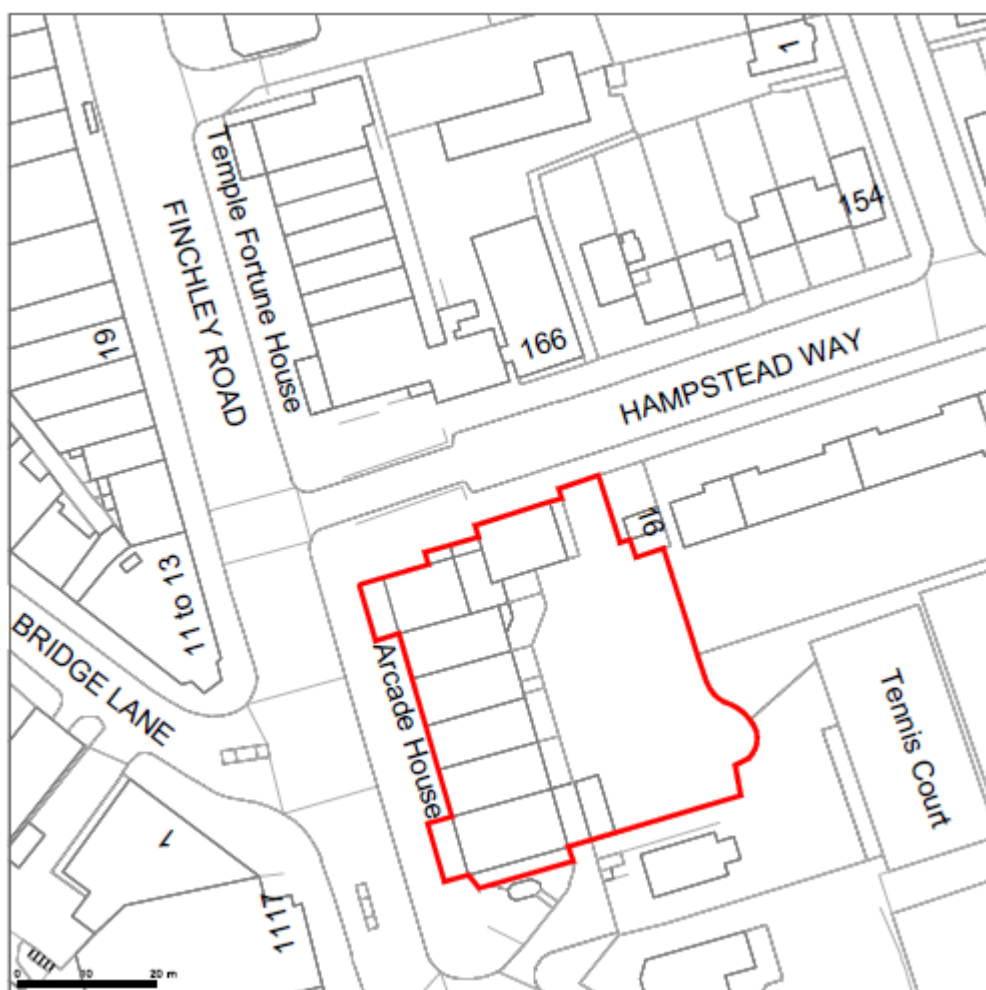 1
154
Temple Fortune House
FINCHLEY ROAD
19
166
HAMPSTEAD WAY
16
11 to 13
BRIDGE LANE
Arcade House
Tennis Court
1
1117
0 10 20 m